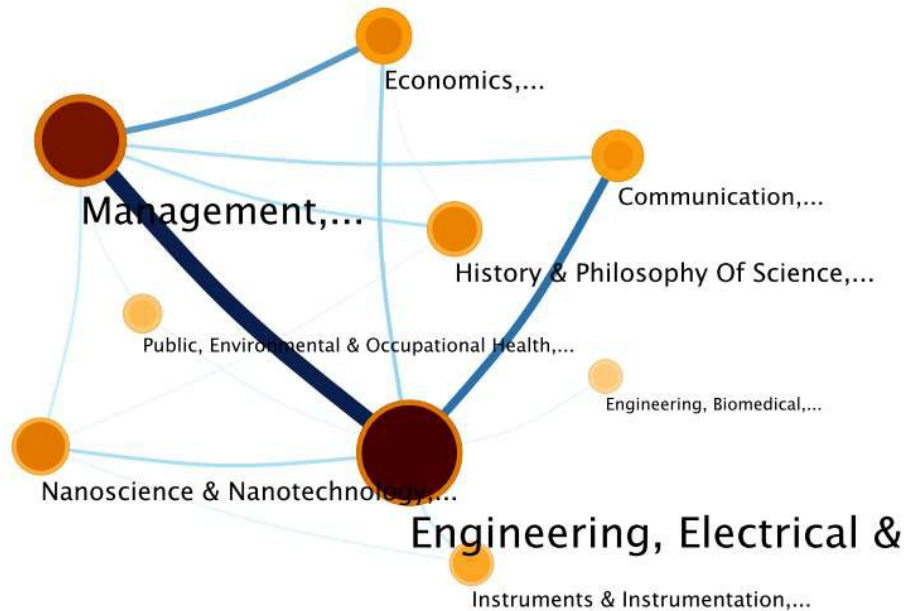 Economics,...
Management,...
Communication,...
History & Philosophy Of Science,...
Public, Environmental & Occupational Health,...
Engineering, Biomedical,...
Nanoscience & Nanotechnology,...
Engineering, Electrical &
Instruments & Instrumentation,...